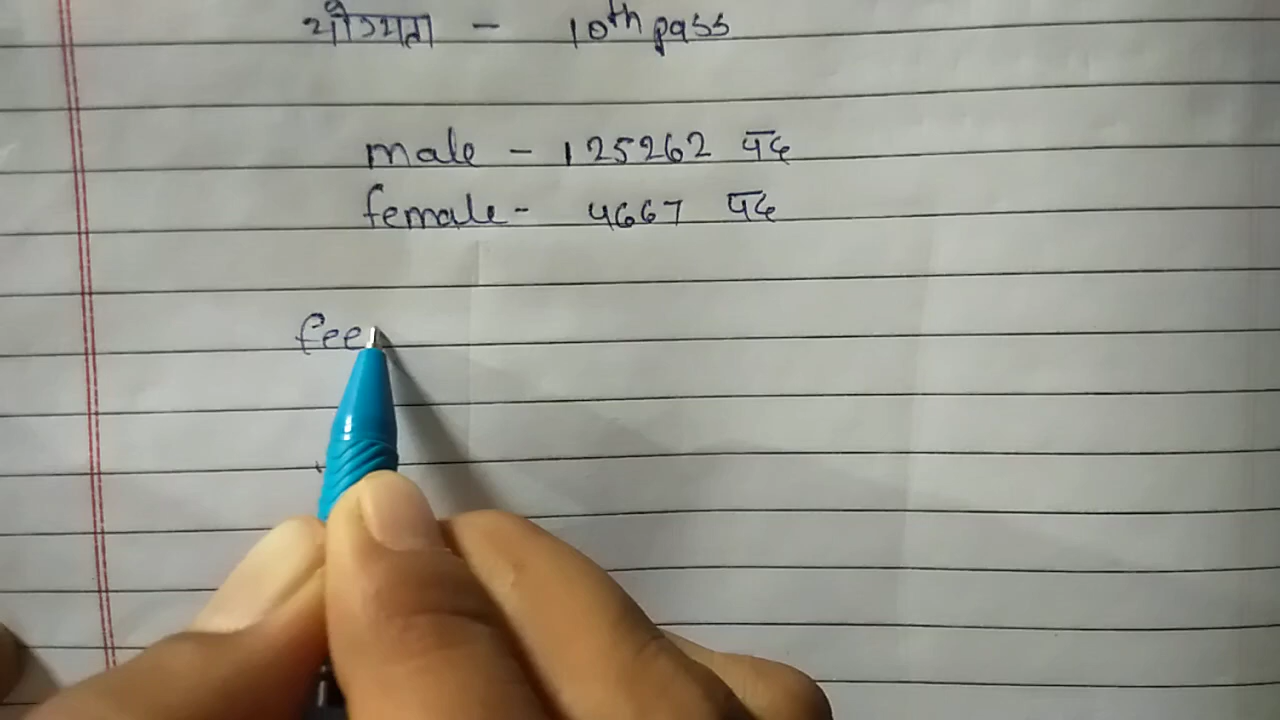 योग्यता - 10th pass
male - 125262 पद
female - 4667 पद
fee